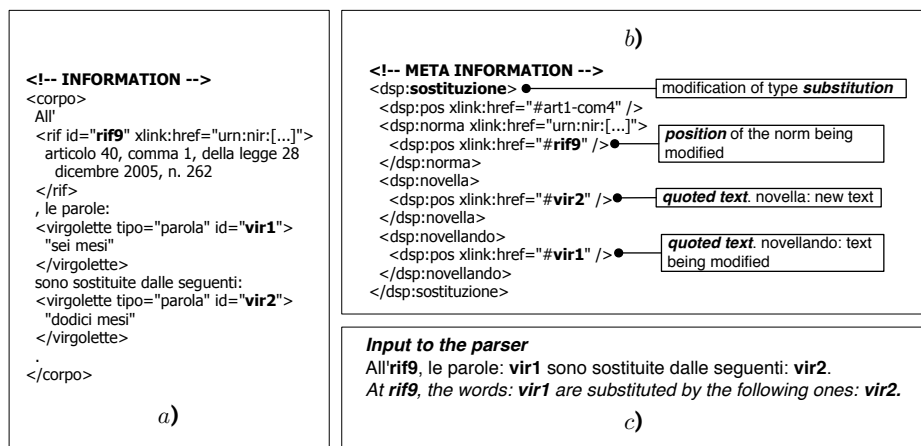 <!-- INFORMATION -->
<corpo>
All'
<rif id="rif9" xlink:href="urn:nir:[...]">
articolo 40, comma 1, della legge 28
dicembre 2005, n. 262
</rif>
, le parole:
<virgolette tipo="parola" id="vir1">
"sei mesi"
</virgolette>
sono sostituite dalle seguenti:
<virgolette tipo="parola" id="vir2">
"dodici mesi"
</virgolette>
.
</corpo>
a)
b)
<!-- META INFORMATION -->
<dsp:sostituzione>
modification of type substitution
<dsp:pos xlink:href="#art1-com4" />
<dsp:norma xlink:href="urn:nir:[...]">
<dsp:pos xlink:href="#rif9" />
position of the norm being
modified
</dsp:norma>
<dsp:novella>
<dsp:pos xlink:href="#vir2" />
quoted text. novella: new text
</dsp:novella>
<dsp:novellando>
<dsp:pos xlink:href="#vir1" />
quoted text. novellando: text
being modified
</dsp:novellando>
</dsp:sostituzione>
Input to the parser
All'rif9, le parole: vir1 sono sostituite dalle seguenti: vir2.
At rif9, the words: vir1 are substituted by the following ones: vir2.
c)